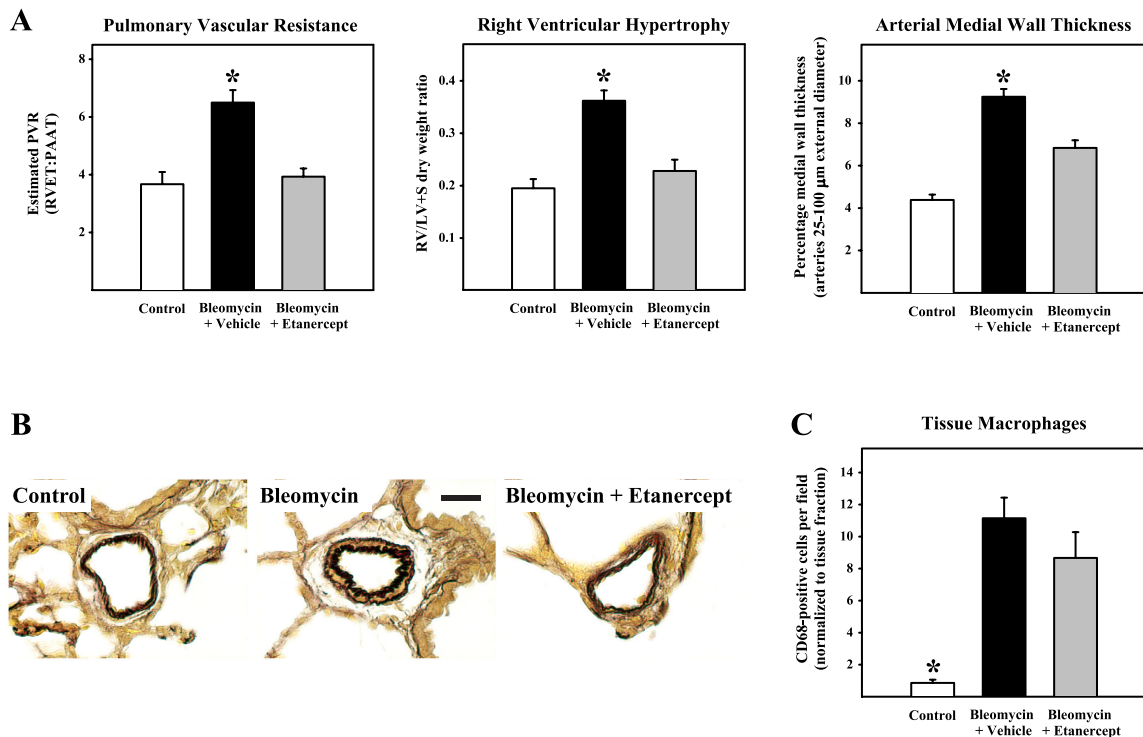 A
Pulmonary Vascular Resistance
Estimated PVR
(RVET:PAAT)
8
6
4
2
*
Control
Bleomycin
+ Vehicle
Bleomycin
+ Etanercept
Right Ventricular Hypertrophy
RV/LV+S dry weight ratio
0.4
0.3
0.2
0.1
*
Control
Bleomycin
+ Vehicle
Bleomycin
+ Etanercept
Arterial Medial Wall Thickness
Percentage medial wall thickness
(arteries 25-100 µm external diameter)
10
8
6
4
2
*
Control
Bleomycin
+ Vehicle
Bleomycin
+ Etanercept
B
Control
Bleomycin
Bleomycin + Etanercept
C
Tissue Macrophages
CD68-positive cells per field
(normalized to tissue fraction)
14
12
10
8
6
4
2
*
Control
Bleomycin
+ Vehicle
Bleomycin
+ Etanercept